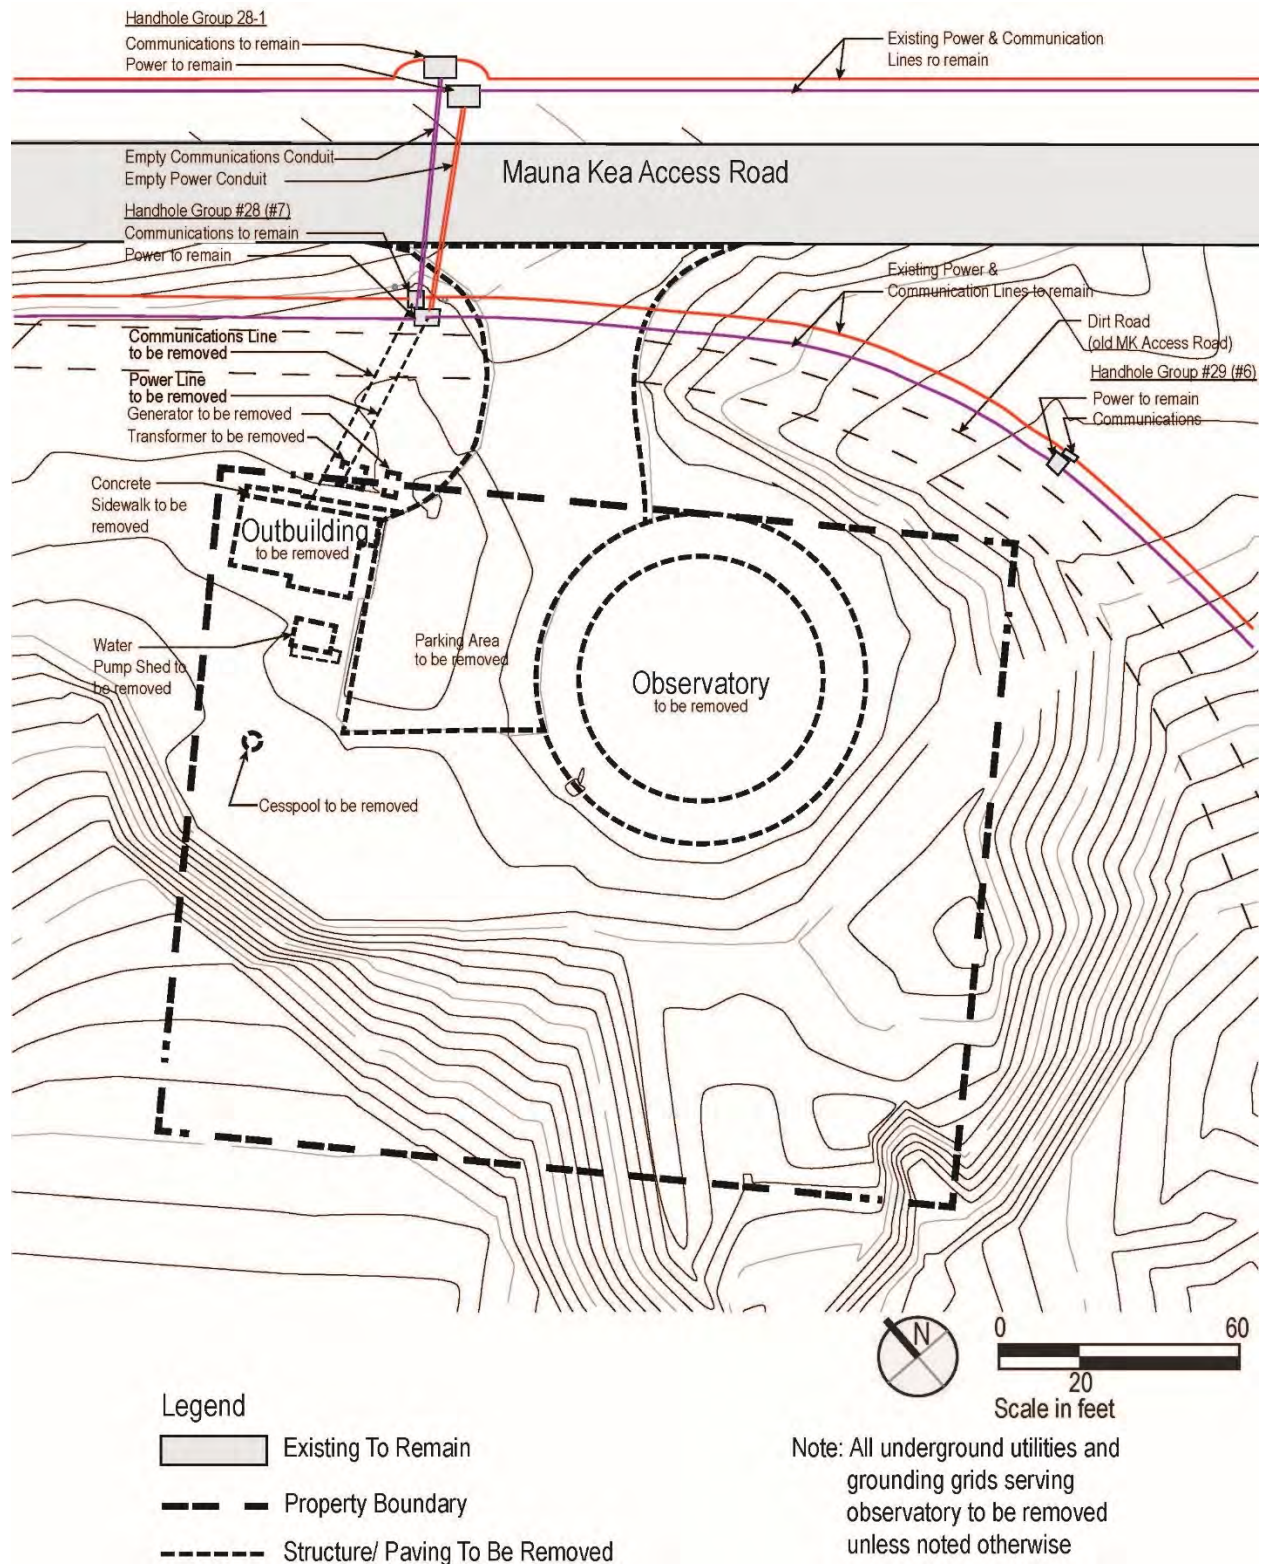 Handhole Group 28-1
Communications to remain
Power to remain
Existing Power & Communication
Lines ro remain
Empty Communications Conduit
Empty Power Conduit
Mauna Kea Access Road
Handhole Group #28 (#7)
Communications to remain
Power to remain
Existing Power &
Communication Lines to remain
Dirt Road
(old MK Access Road)
Handhole Group #29 (#6)
Power to remain
Communications
Communications Line
to be removed
Power Line
to be removed
Generator to be removed
Transformer to be removed
Concrete
Sidewalk to be
removed
Outbuilding
to be removed
Water
Pump Shed to
be removed
Parking Area
to be removed
Observatory
to be removed
Cesspool to be removed
N
0 60
20
Scale in feet
Legend
Existing To Remain
Property Boundary
Structure/ Paving To Be Removed
Note: All underground utilities and
grounding grids serving
observatory to be removed
unless noted otherwise